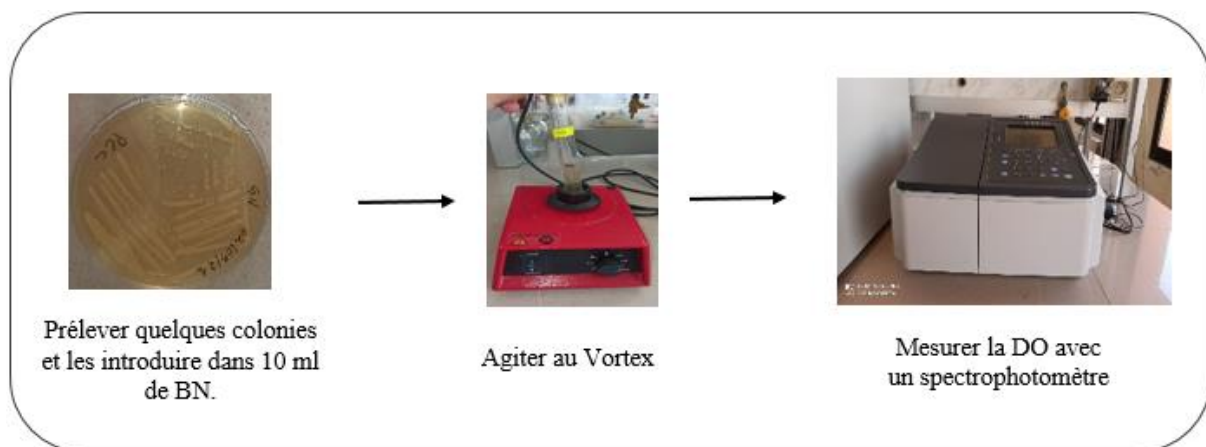 Prélever quelques colonies
et les introduire dans 10 ml
de BN.
Agiter au Vortex
Mesurer la DO avec
un spectrophotomètre